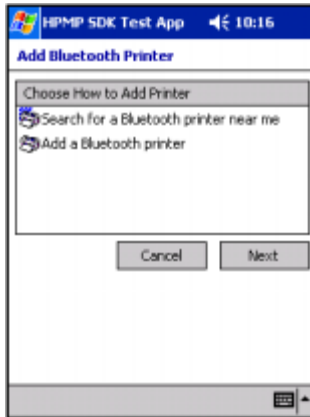 HPMP SDK Test App 10:16
Add Bluetooth Printer
Choose How to Add Printer
Search for a Bluetooth printer near me
Add a Bluetooth printer
Cancel Next